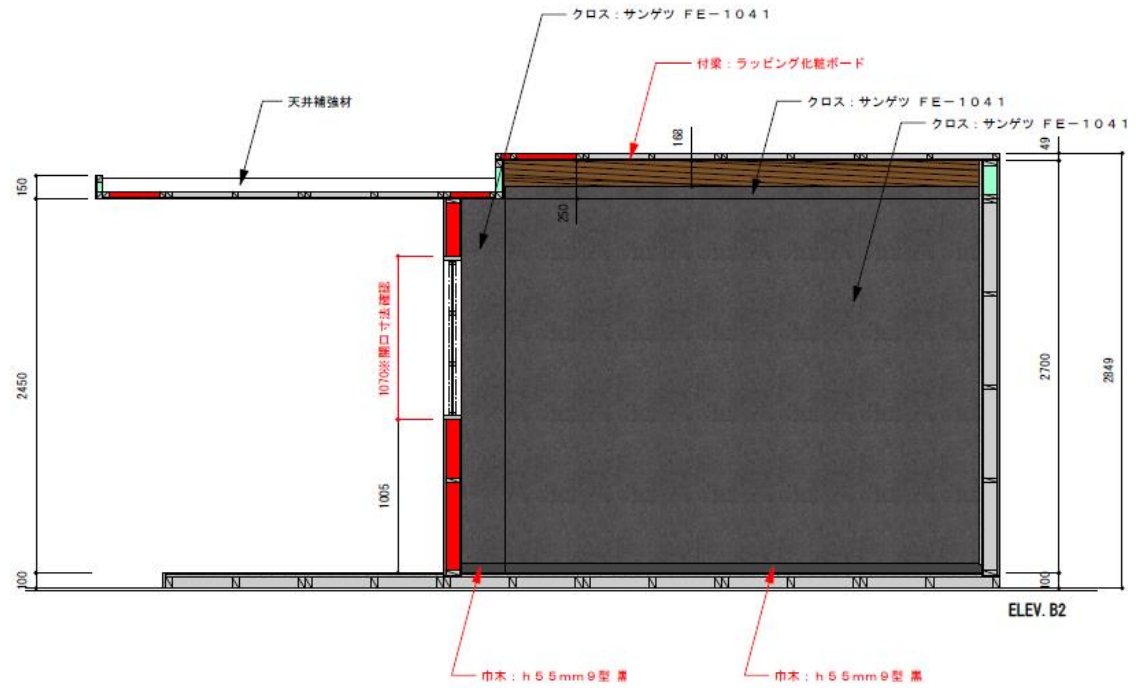 クロス：サンゲツ ＦＥ－１０４１
付梁：ラッピング化粧ボード
天井補強材
クロス：サンゲツ ＦＥ－１０４１
クロス：サンゲツ ＦＥ－１０４１
168
49
150
250
1070※開口寸法確認
2450
2700
2849
1005
100
100
ELEV. B2
巾木：ｈ５５ｍｍ９型 黒
巾木：ｈ５５ｍｍ９型 黒